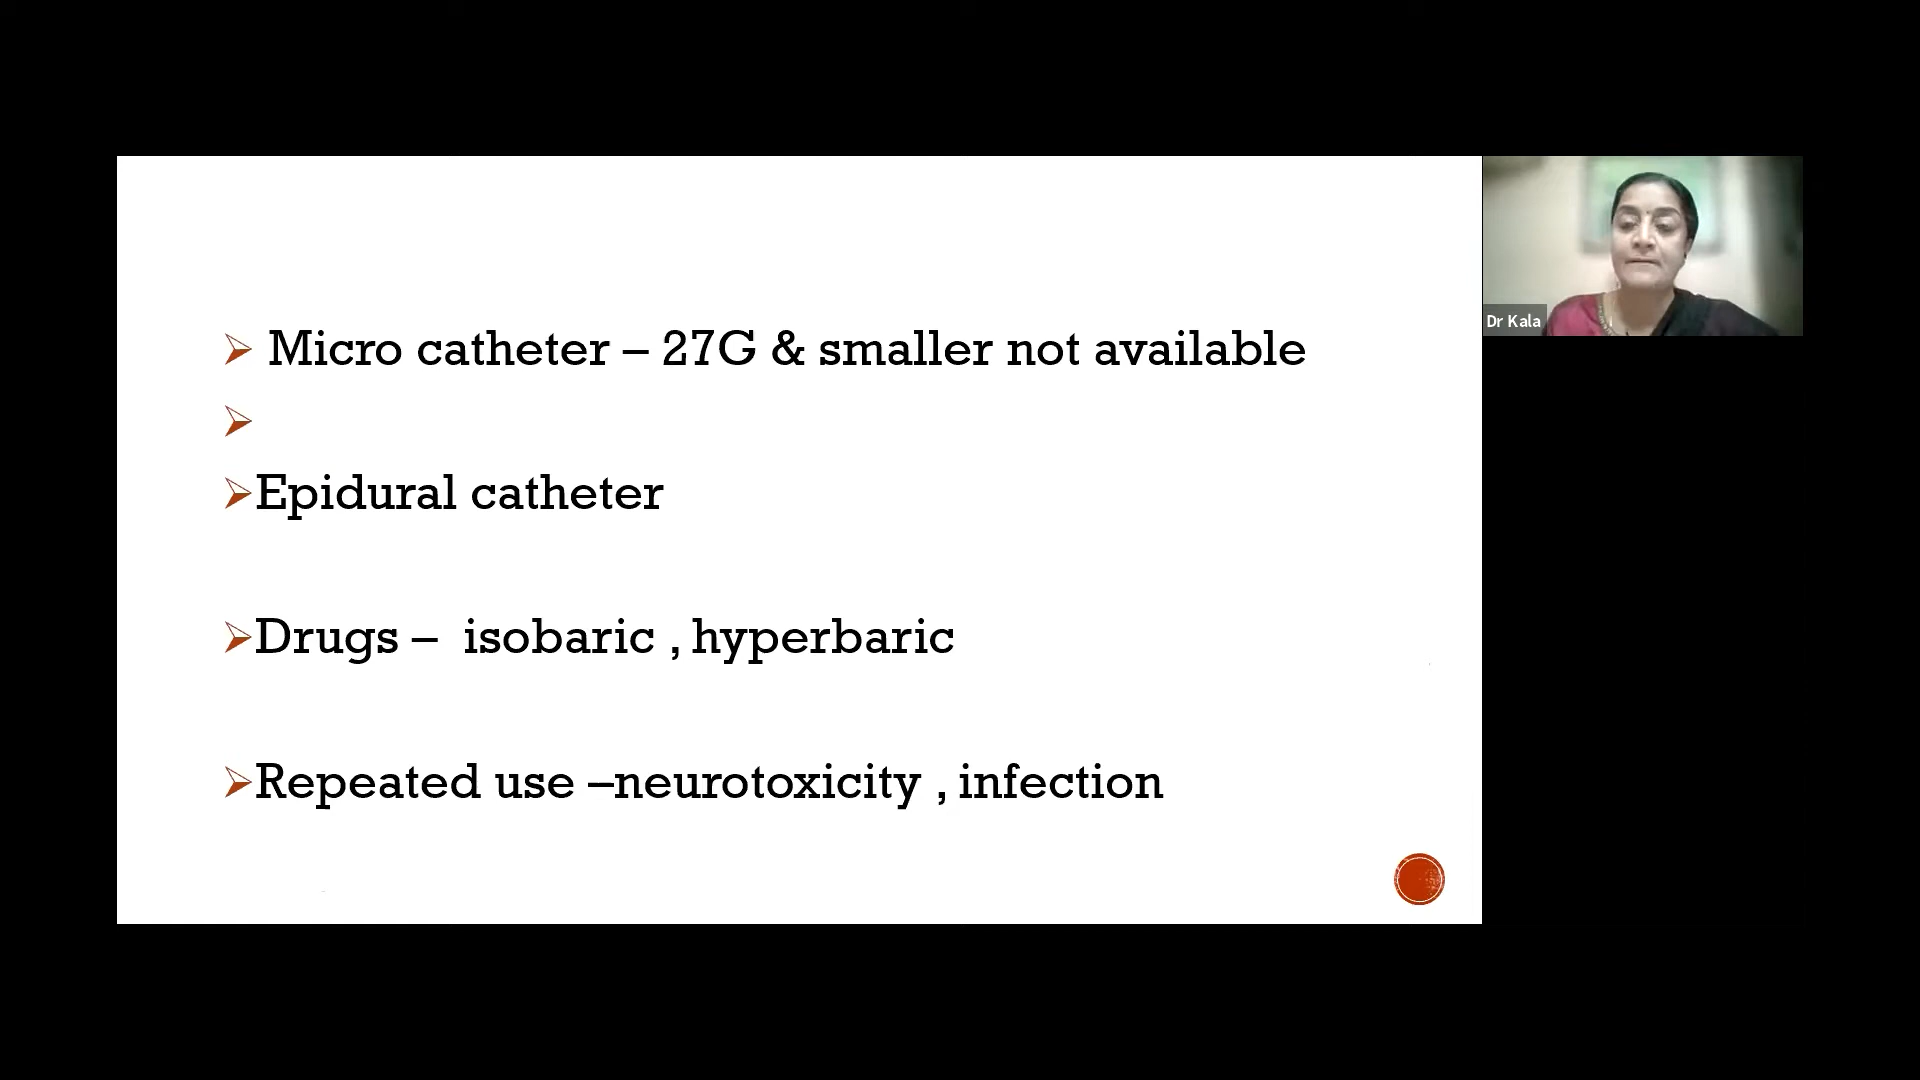 ➢ Micro catheter – 27G & smaller not available
➢
➢Epidural catheter
➢Drugs –  isobaric , hyperbaric
➢Repeated use –neurotoxicity , infection
Dr Kala